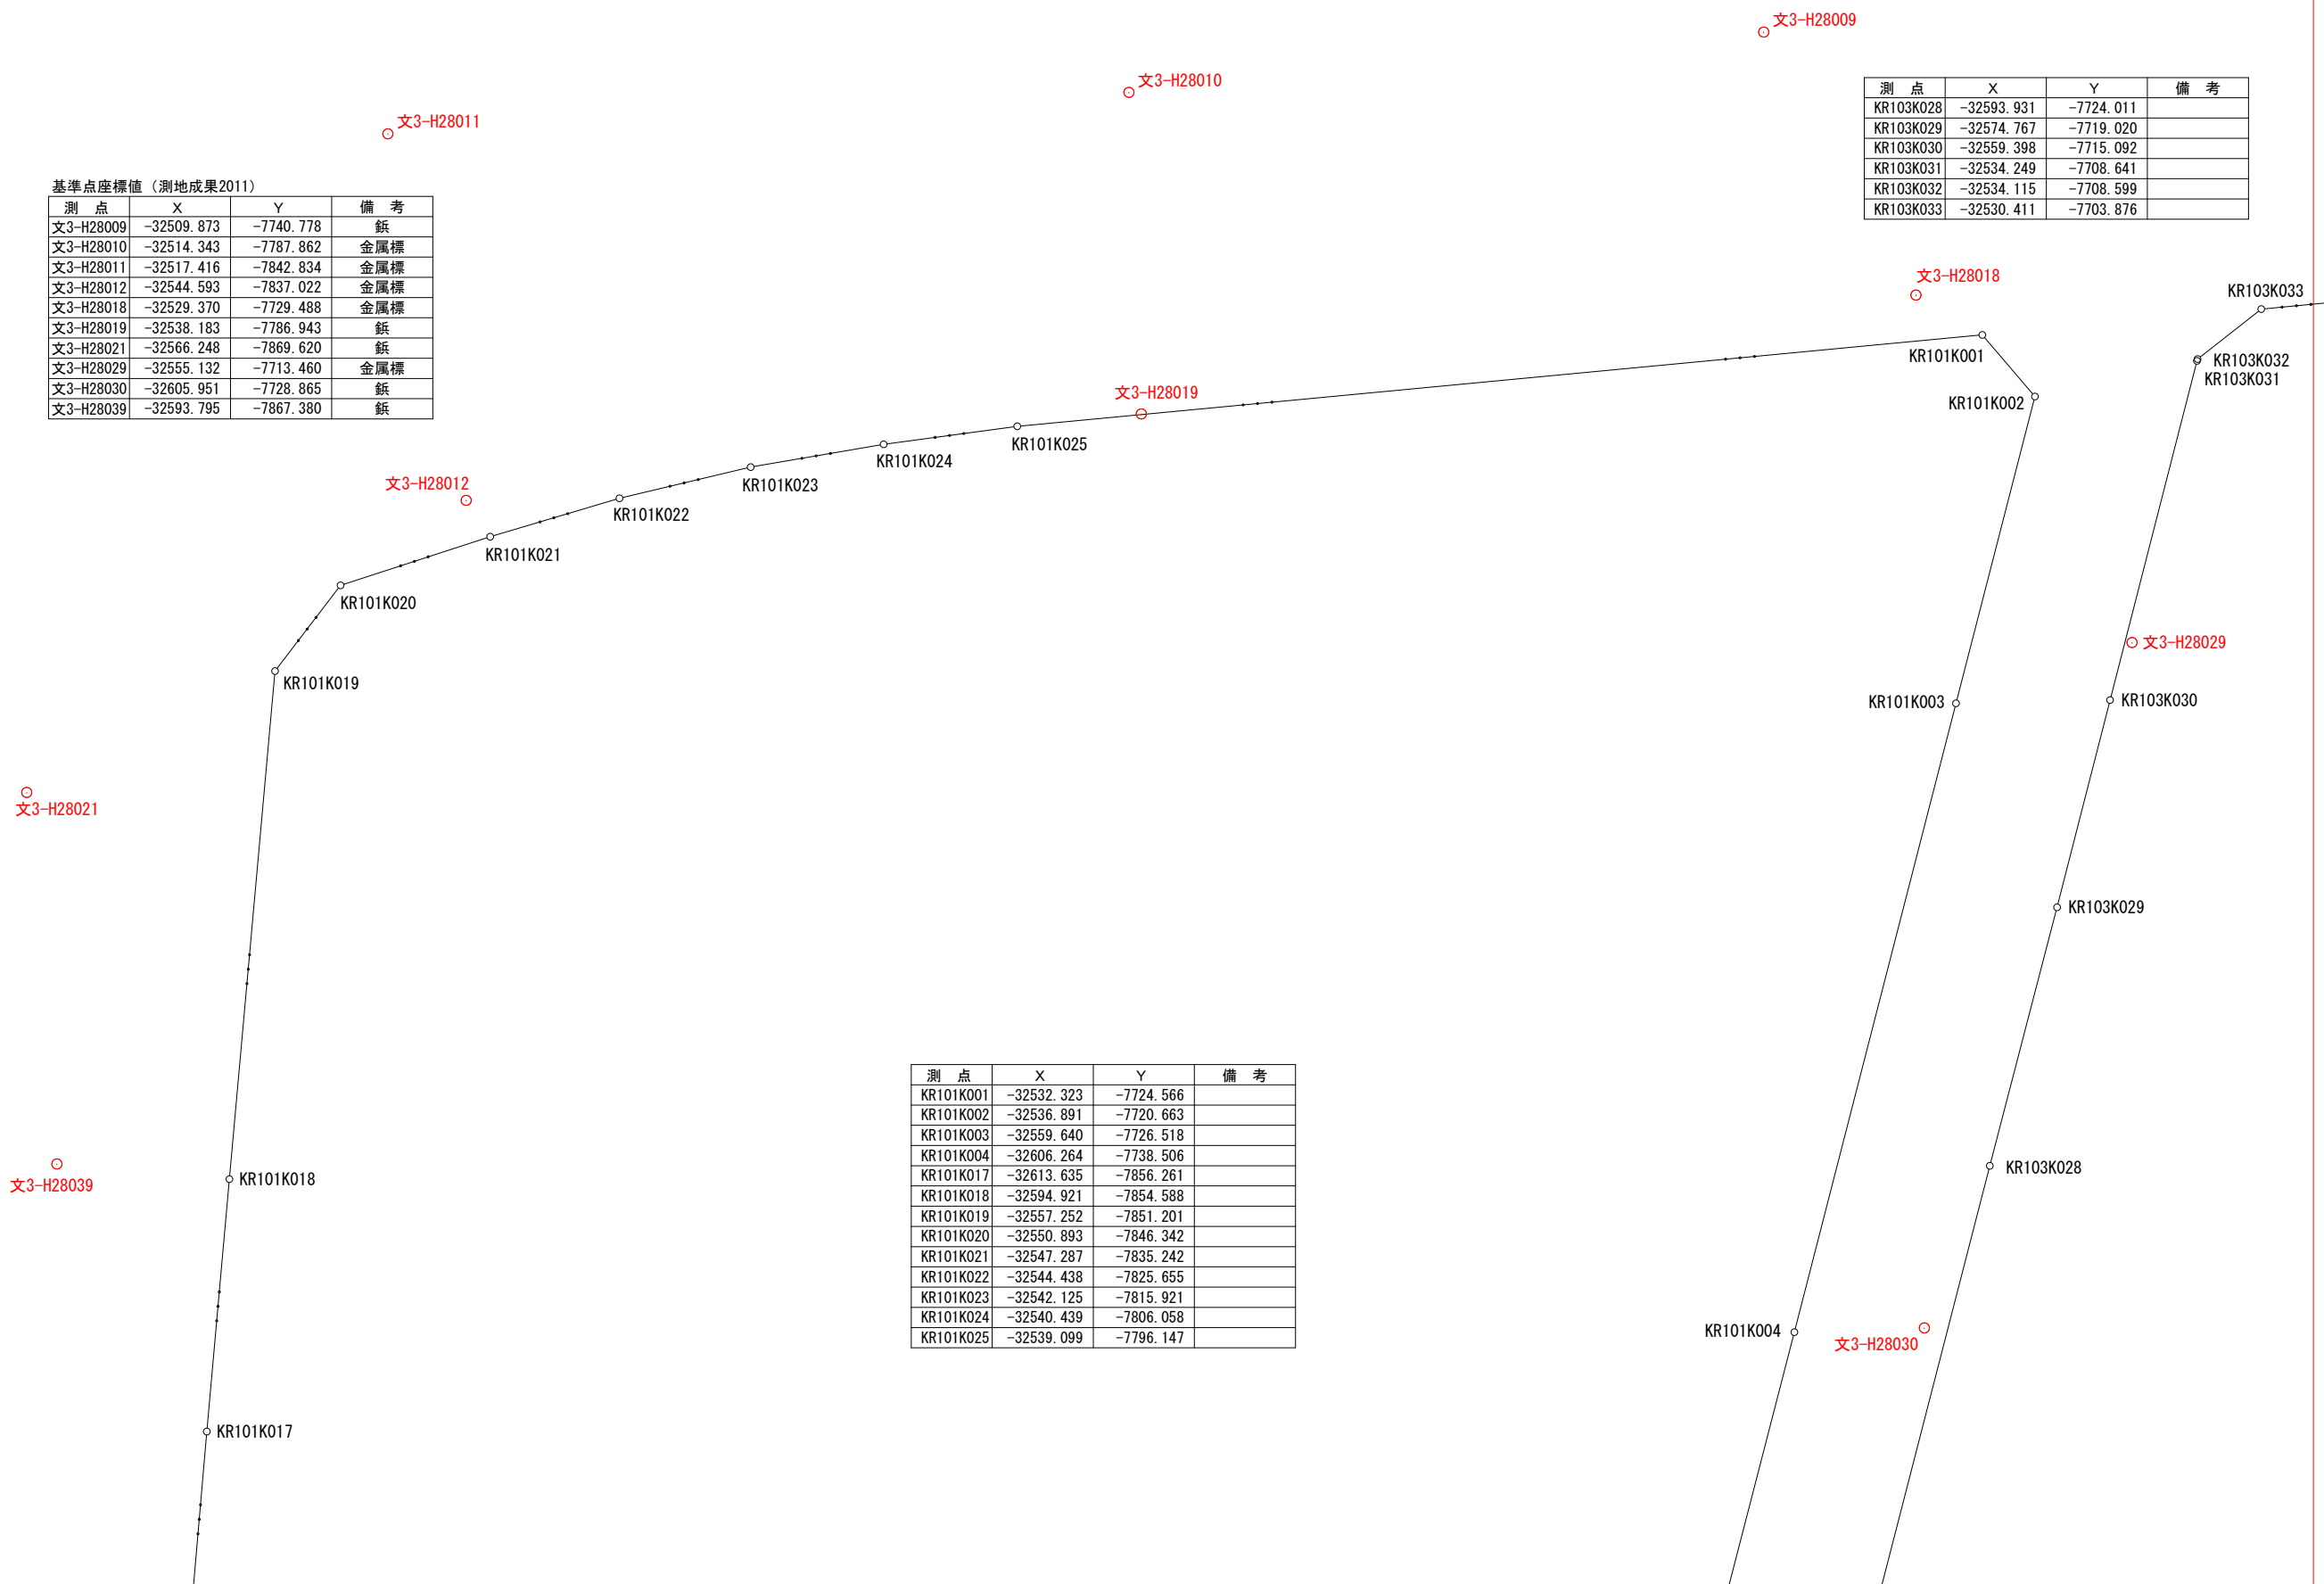 文3-H28009
文3-H28010
文3-H28011
測 点 X Y 備 考
KR103K028 -32593.931 -7724.011
KR103K029 -32574.767 -7719.020
KR103K030 -32559.398 -7715.092
KR103K031 -32534.249 -7708.641
KR103K032 -32534.115 -7708.599
KR103K033 -32530.411 -7703.876
基準点座標値（測地成果2011）
測 点 X Y 備 考
文3-H28009 -32509.873 -7740.778 鋲
文3-H28010 -32514.343 -7787.862 金属標
文3-H28011 -32517.416 -7842.834 金属標
文3-H28012 -32544.593 -7837.022 金属標
文3-H28018 -32529.370 -7729.488 金属標
文3-H28019 -32538.183 -7786.943 鋲
文3-H28021 -32566.248 -7869.620 鋲
文3-H28029 -32555.132 -7713.460 金属標
文3-H28030 -32605.951 -7728.865 鋲
文3-H28039 -32593.795 -7867.380 鋲
文3-H28018
KR103K033
KR101K001
KR103K032
KR103K031
文3-H28019
KR101K002
KR101K025
KR101K024
KR101K023
文3-H28012
KR101K022
KR101K021
KR101K020
文3-H28029
KR101K019
KR101K003
KR103K030
文3-H28021
KR103K029
測 点 X Y 備 考
KR101K001 -32532.323 -7724.566
KR101K002 -32536.891 -7720.663
KR101K003 -32559.640 -7726.518
KR101K004 -32606.264 -7738.506
KR101K017 -32613.635 -7856.261
KR101K018 -32594.921 -7854.588
KR101K019 -32557.252 -7851.201
KR101K020 -32550.893 -7846.342
KR101K021 -32547.287 -7835.242
KR101K022 -32544.438 -7825.655
KR101K023 -32542.125 -7815.921
KR101K024 -32540.439 -7806.058
KR101K025 -32539.099 -7796.147
KR103K028
KR101K018
文3-H28039
KR101K004
文3-H28030
KR101K017